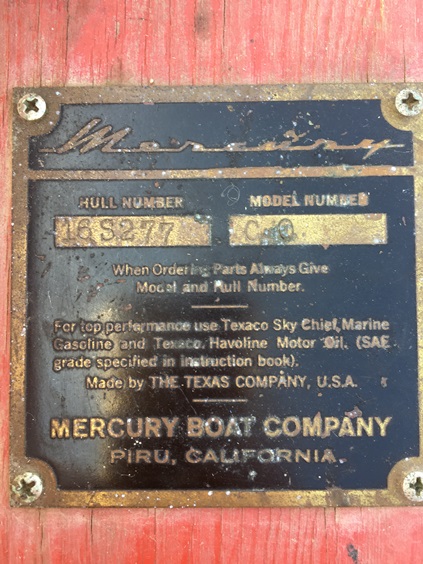 Mercury
HULL NUMBER MODEL NUMBER
16S277 C-O
When Ordering Parts Always Give
Model and Hull Number.
For top performance use Texaco Sky Chief, Marine
Gasoline and Texaco Havoline Motor Oil. (SAE
grade specified in instruction book).
Made by THE TEXAS COMPANY, U.S.A.
MERCURY BOAT COMPANY
PIRU, CALIFORNIA.